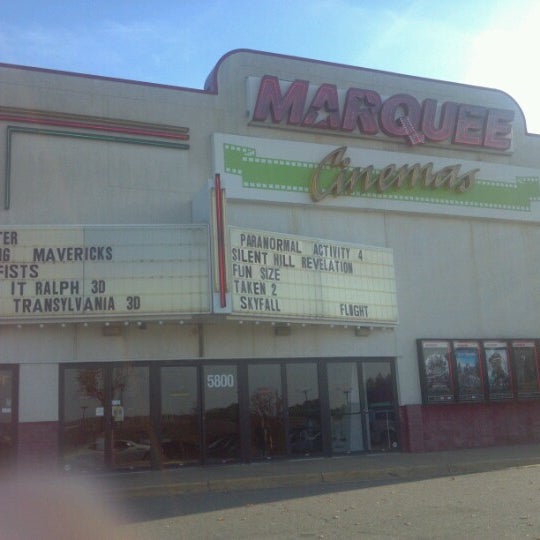 MARQUEE
Cinemas
TER
NG MAVERICKS
FISTS
IT RALPH 3D
TRANSYLVANIA 3D
PARANORMAL ACTIVITY 4
SILENT HILL REVELATION
FUN SIZE
TAKEN 2
SKYFALL FLIGHT
5800